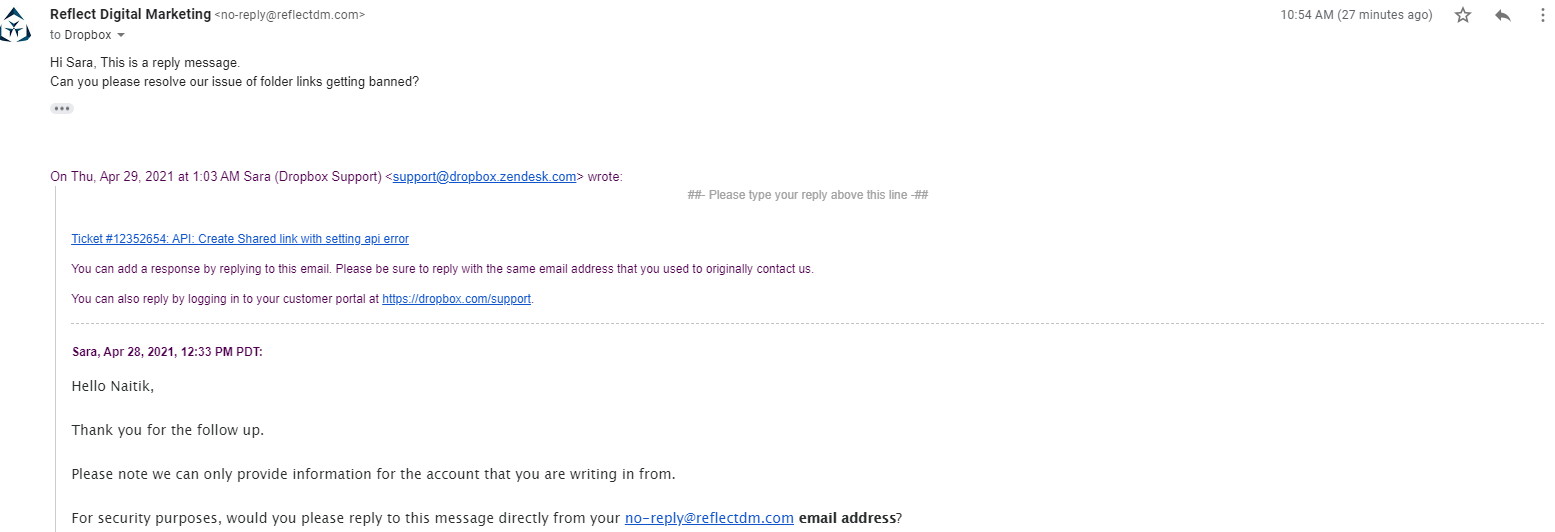 Reflect Digital Marketing <no-reply@reflectdm.com>
10:54 AM (27 minutes ago)
to Dropbox
Hi Sara, This is a reply message.
Can you please resolve our issue of folder links getting banned?
On Thu, Apr 29, 2021 at 1:03 AM Sara (Dropbox Support) <support@dropbox.zendesk.com> wrote:
##- Please type your reply above this line -##
Ticket #12352654: API: Create Shared link with setting api error
You can add a response by replying to this email. Please be sure to reply with the same email address that you used to originally contact us.
You can also reply by logging in to your customer portal at https://dropbox.com/support.
Sara, Apr 28, 2021, 12:33 PM PDT:
Hello Naitik,
Thank you for the follow up.
Please note we can only provide information for the account that you are writing in from.
For security purposes, would you please reply to this message directly from your no-reply@reflectdm.com email address?